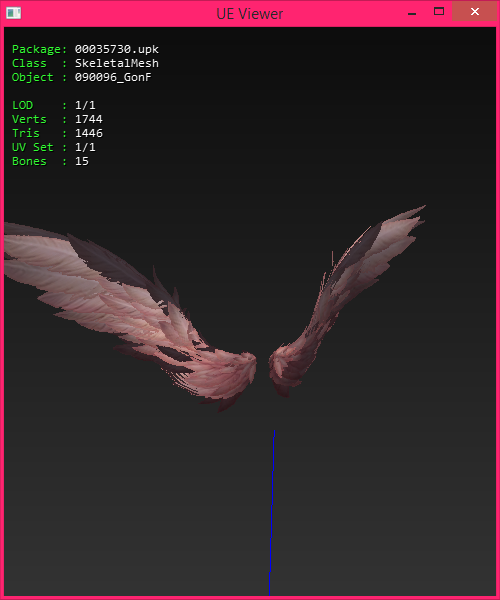 UE Viewer
Package: 00035730.upk
Class  : SkeletalMesh
Object : 090096_GonF
LOD    : 1/1
Verts  : 1744
Tris   : 1446
UV Set : 1/1
Bones  : 15